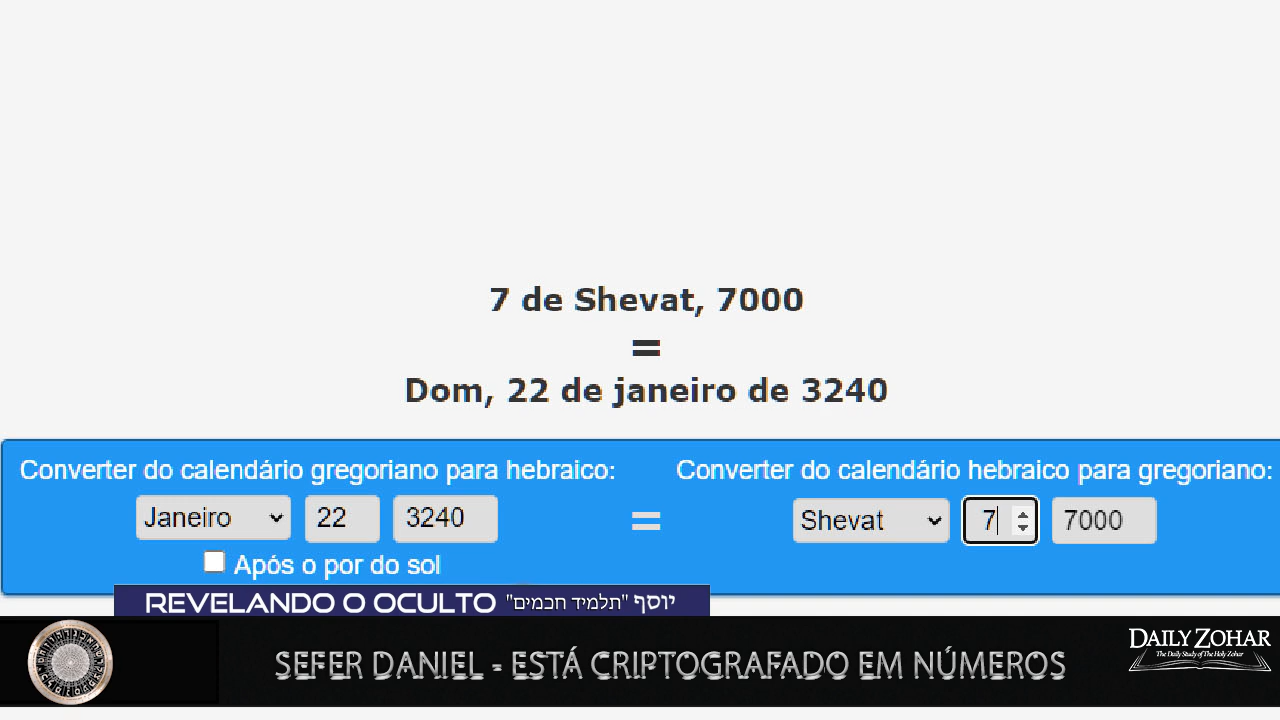 7 de Shevat, 7000
=
Dom, 22 de janeiro de 3240
Converter do calendário gregoriano para hebraico:
Janeiro 22 3240
Após o por do sol
=
Converter do calendário hebraico para gregoriano:
Shevat 7 7000
REVELANDO O OCULTO יוסף "תלמיד חכמים"
SEFER DANIEL - ESTÁ CRIPTOGRAFADO EM NÚMEROS
DAILY ZOHAR
The Daily Study of The Holy Zohar